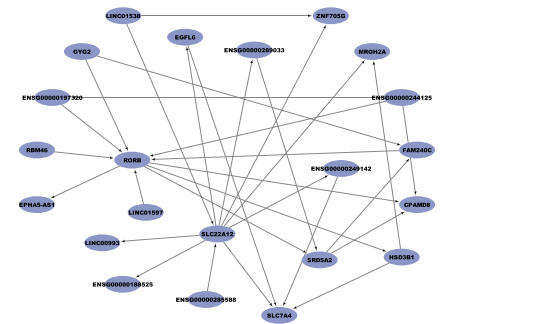 LINC01538
ZNF705G
EGFL6
GYG2
ENSG00000289033
MROH2A
ENSG00000197320
ENSG00000244125
RBM46
RORB
FAM240C
ENSG00000249142
EPHA5-AS1
LINC01597
CPAMD8
SLC22A12
LINC00993
SRD5A2
HSD3B1
ENSG00000188525
ENSG00000285588
SLC7A4